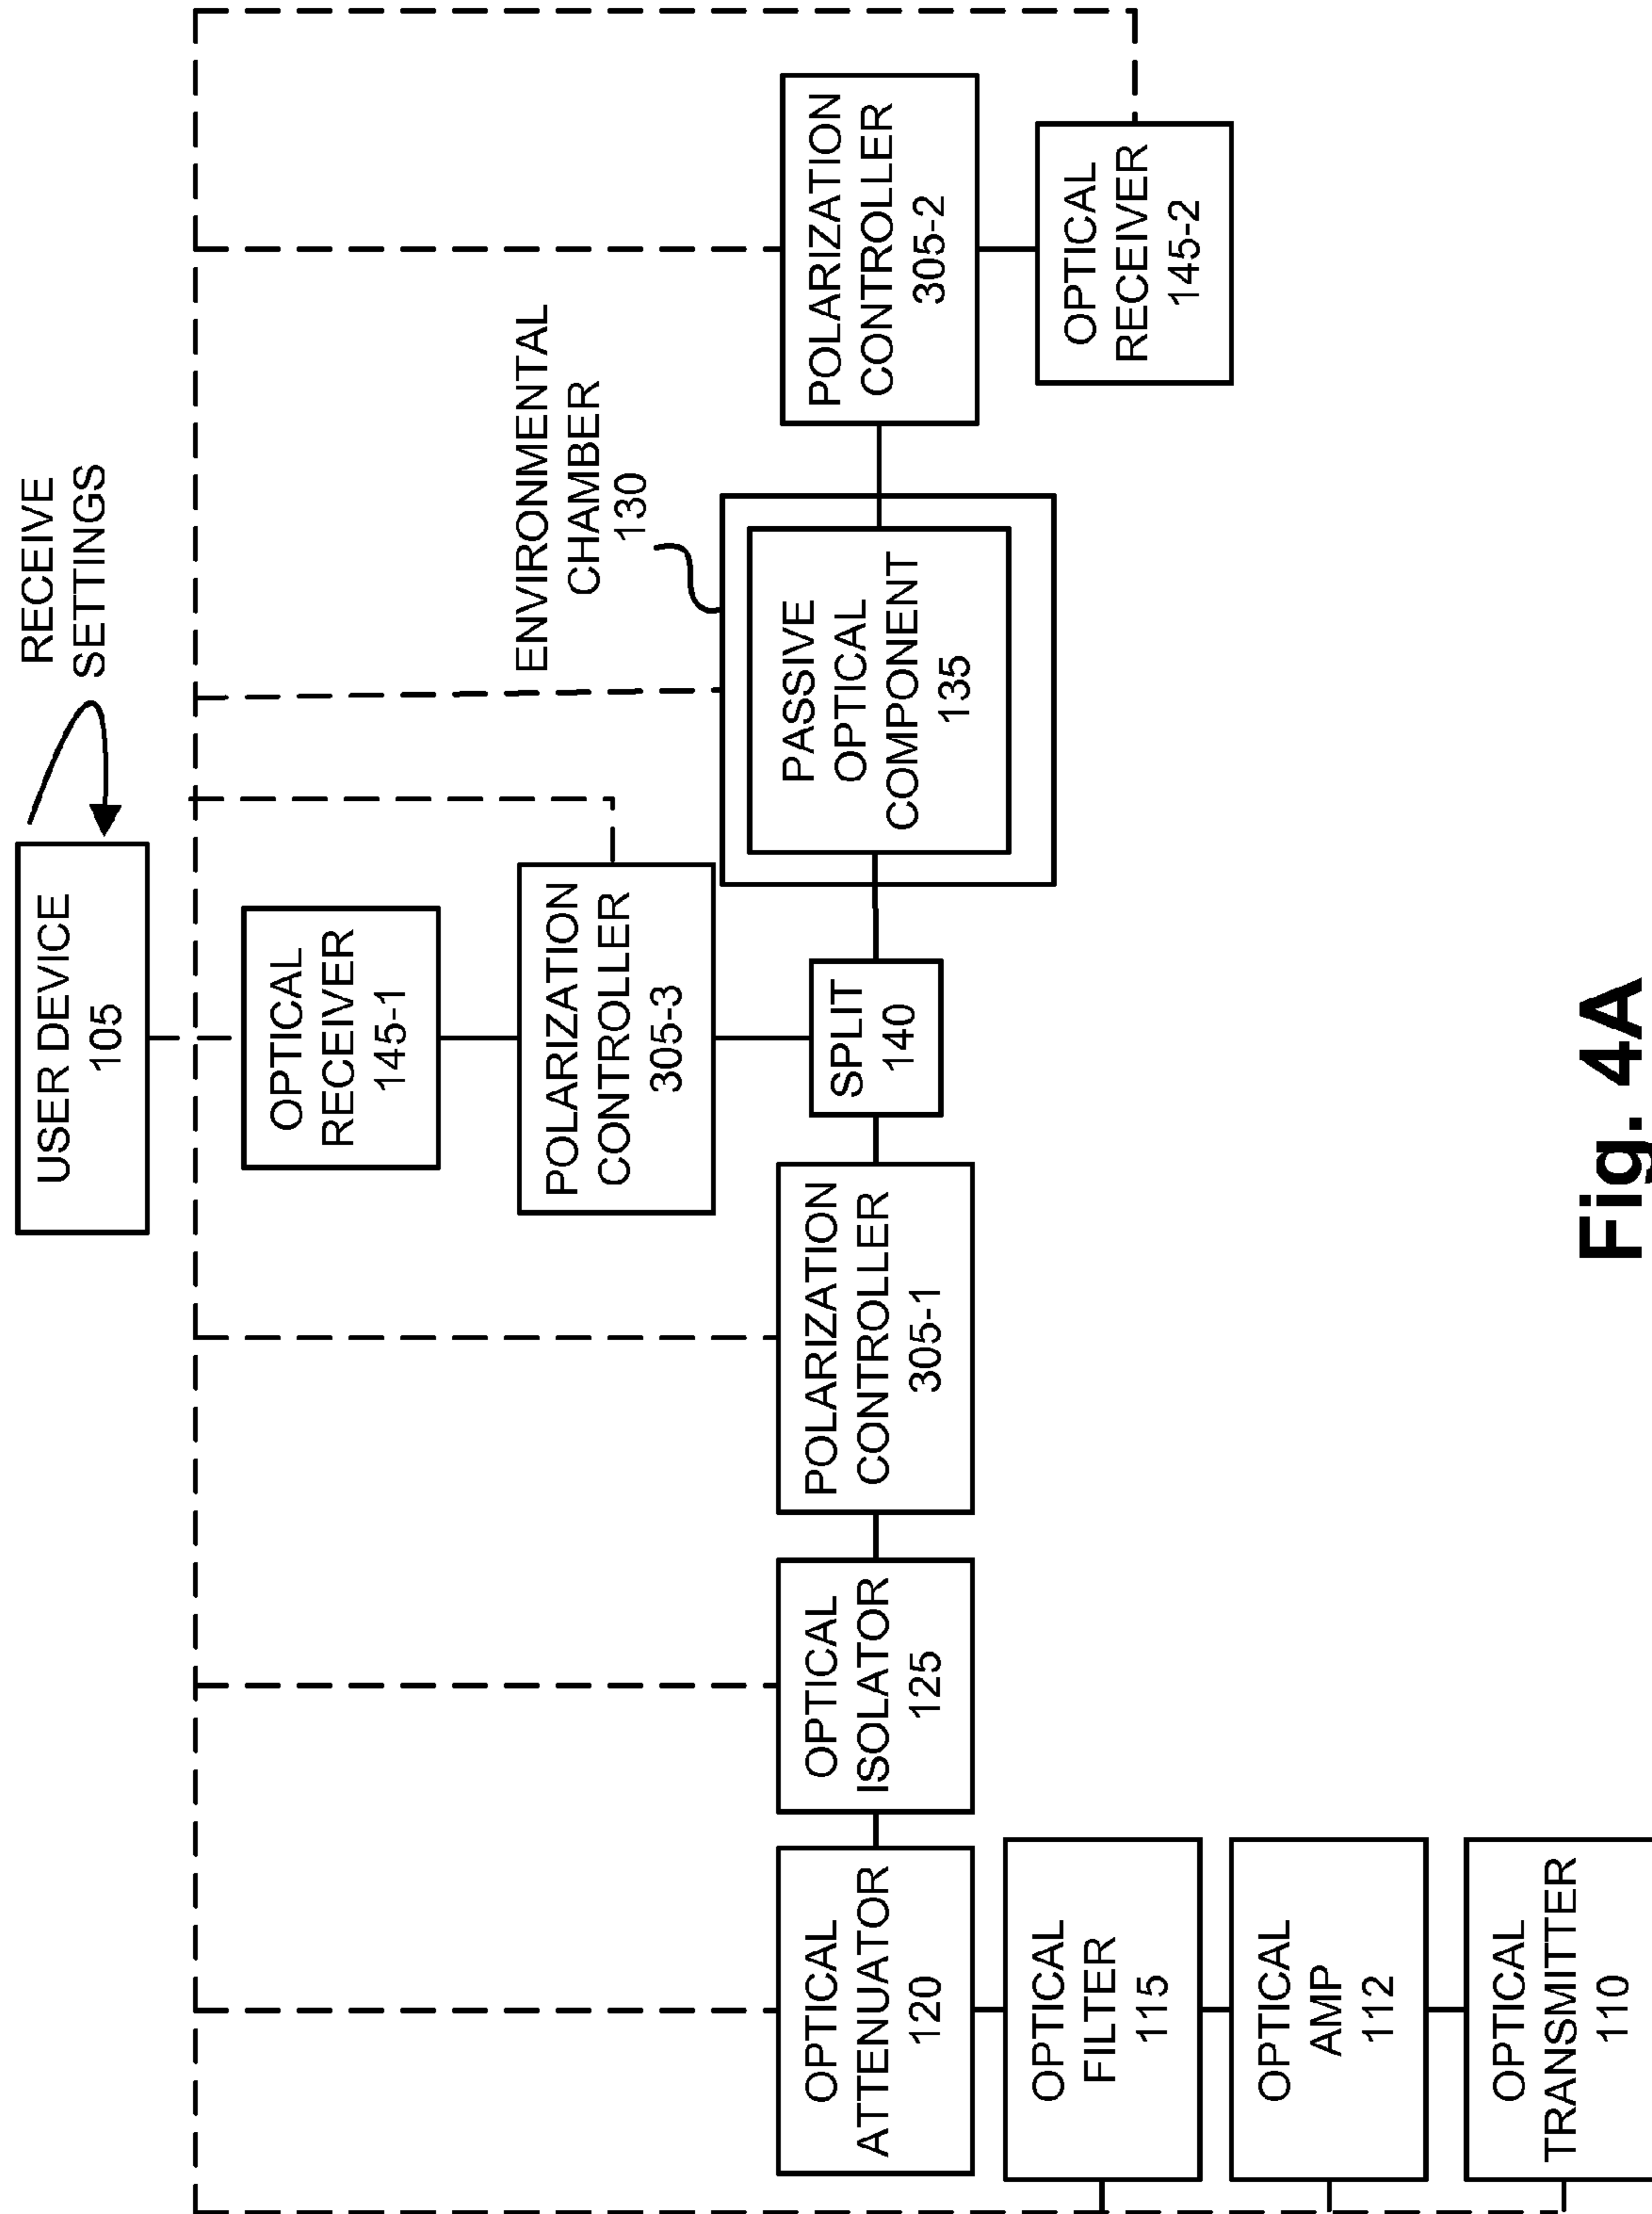 RECEIVE
SETTINGS
USER DEVICE
105
OPTICAL
RECEIVER
145-1
POLARIZATION
CONTROLLER
305-3
ENVIRONMENTAL
CHAMBER
130
OPTICAL
ATTENUATOR
120
OPTICAL
ISOLATOR
125
POLARIZATION
CONTROLLER
305-1
SPLIT
140
PASSIVE
OPTICAL
COMPONENT
135
POLARIZATION
CONTROLLER
305-2
OPTICAL
RECEIVER
145-2
OPTICAL
FILTER
115
OPTICAL
AMP
112
OPTICAL
TRANSMITTER
110
Fig. 4A